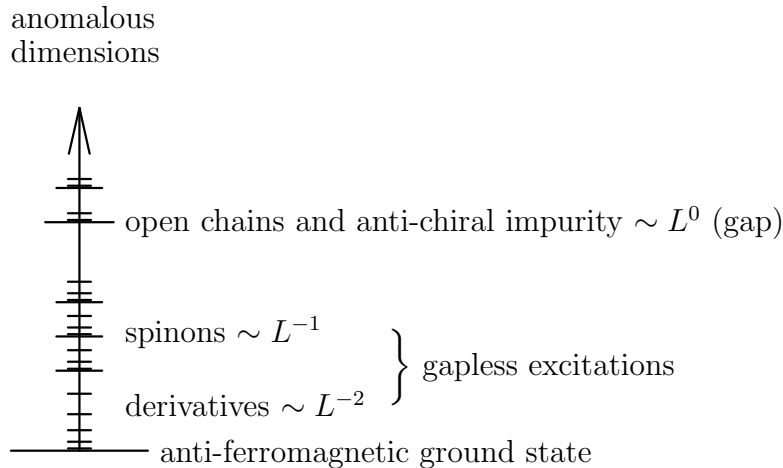 anomalous
dimensions
open chains and anti-chiral impurity ∼ L⁰ (gap)
spinons ∼ L⁻¹
} gapless excitations
derivatives ∼ L⁻²
anti-ferromagnetic ground state